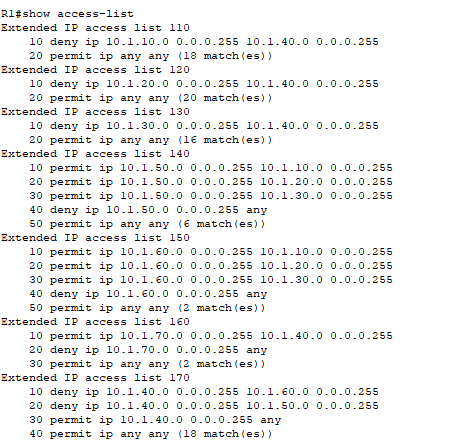 R1#show access-list
Extended IP access list 110
    10 deny ip 10.1.10.0 0.0.0.255 10.1.40.0 0.0.0.255
    20 permit ip any any (18 match(es))
Extended IP access list 120
    10 deny ip 10.1.20.0 0.0.0.255 10.1.40.0 0.0.0.255
    20 permit ip any any (20 match(es))
Extended IP access list 130
    10 deny ip 10.1.30.0 0.0.0.255 10.1.40.0 0.0.0.255
    20 permit ip any any (16 match(es))
Extended IP access list 140
    10 permit ip 10.1.50.0 0.0.0.255 10.1.10.0 0.0.0.255
    20 permit ip 10.1.50.0 0.0.0.255 10.1.20.0 0.0.0.255
    30 permit ip 10.1.50.0 0.0.0.255 10.1.30.0 0.0.0.255
    40 deny ip 10.1.50.0 0.0.0.255 any
    50 permit ip any any (6 match(es))
Extended IP access list 150
    10 permit ip 10.1.60.0 0.0.0.255 10.1.10.0 0.0.0.255
    20 permit ip 10.1.60.0 0.0.0.255 10.1.20.0 0.0.0.255
    30 permit ip 10.1.60.0 0.0.0.255 10.1.30.0 0.0.0.255
    40 deny ip 10.1.60.0 0.0.0.255 any
    50 permit ip any any (2 match(es))
Extended IP access list 160
    10 permit ip 10.1.70.0 0.0.0.255 10.1.40.0 0.0.0.255
    20 deny ip 10.1.70.0 0.0.0.255 any
    30 permit ip any any (2 match(es))
Extended IP access list 170
    10 permit ip 10.1.40.0 0.0.0.255 10.1.60.0 0.0.0.255
    20 deny ip 10.1.40.0 0.0.0.255 10.1.50.0 0.0.0.255
    30 permit ip 10.1.40.0 0.0.0.255 any
    40 permit ip any any (18 match(es))